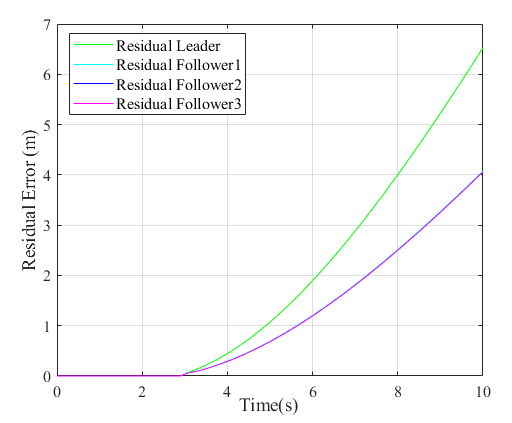 7
6
5
4
3
2
1
0
Residual Error (m)
Residual Leader
Residual Follower1
Residual Follower2
Residual Follower3
0 2 4 6 8 10
Time(s)